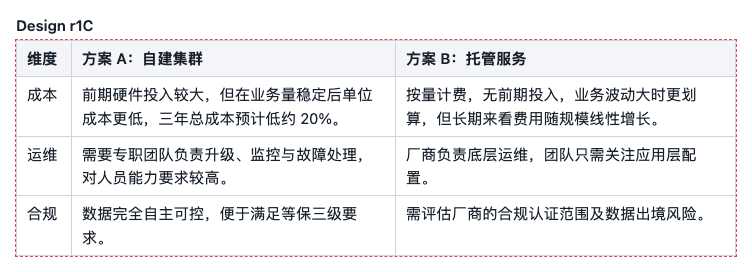 Design r1C
维度 方案 A：自建集群 方案 B：托管服务
成本 前期硬件投入较大，但在业务量稳定后单位 按量计费，无前期投入，业务波动大时更划
成本更低，三年总成本预计低约 20%。 算，但长期来看费用随规模线性增长。
运维 需要专职团队负责升级、监控与故障处理， 厂商负责底层运维，团队只需关注应用层配
对人员能力要求较高。 置。
合规 数据完全自主可控，便于满足等保三级要 需评估厂商的合规认证范围及数据出境风险。
求。